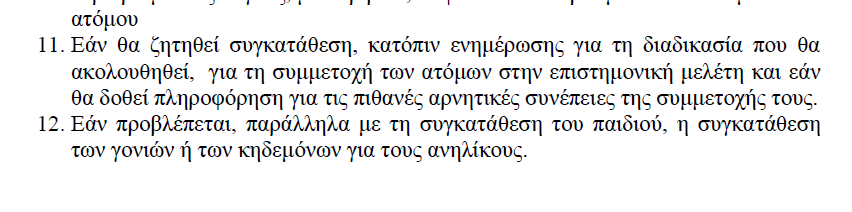 ατόμου
11. Εάν θα ζητηθεί συγκατάθεση, κατόπιν ενημέρωσης για τη διαδικασία που θα
ακολουθηθεί, για τη συμμετοχή των ατόμων στην επιστημονική μελέτη και εάν
θα δοθεί πληροφόρηση για τις πιθανές αρνητικές συνέπειες της συμμετοχής τους.
12. Εάν προβλέπεται, παράλληλα με τη συγκατάθεση του παιδιού, η συγκατάθεση
των γονιών ή των κηδεμόνων για τους ανηλίκους.